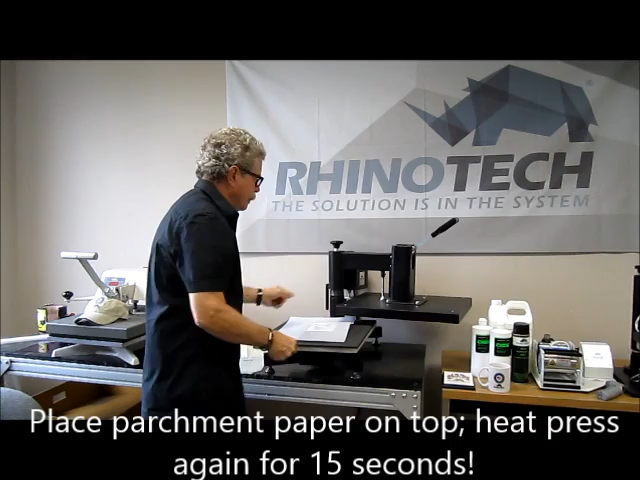 RHINOTECH
THE SOLUTION IS IN THE SYSTEM
Place parchment paper on top; heat press
again for 15 seconds!